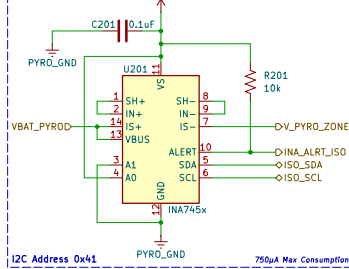 C201 0.1uF
PYRO_GND
U201
11
VS
R201
10k
1 SH+ SH- 8
2 IN+ IN- 9
VBAT_PYRO 14 IS+ IS- 7 V_PYRO_ZONE
13 VBUS
ALERT 10 INA_ALRT_ISO
3 A1 SDA 5 ISO_SDA
4 A0 SCL 6 ISO_SCL
GND
12 INA745x
PYRO_GND
I2C Address 0x41
750µA Max Consumption